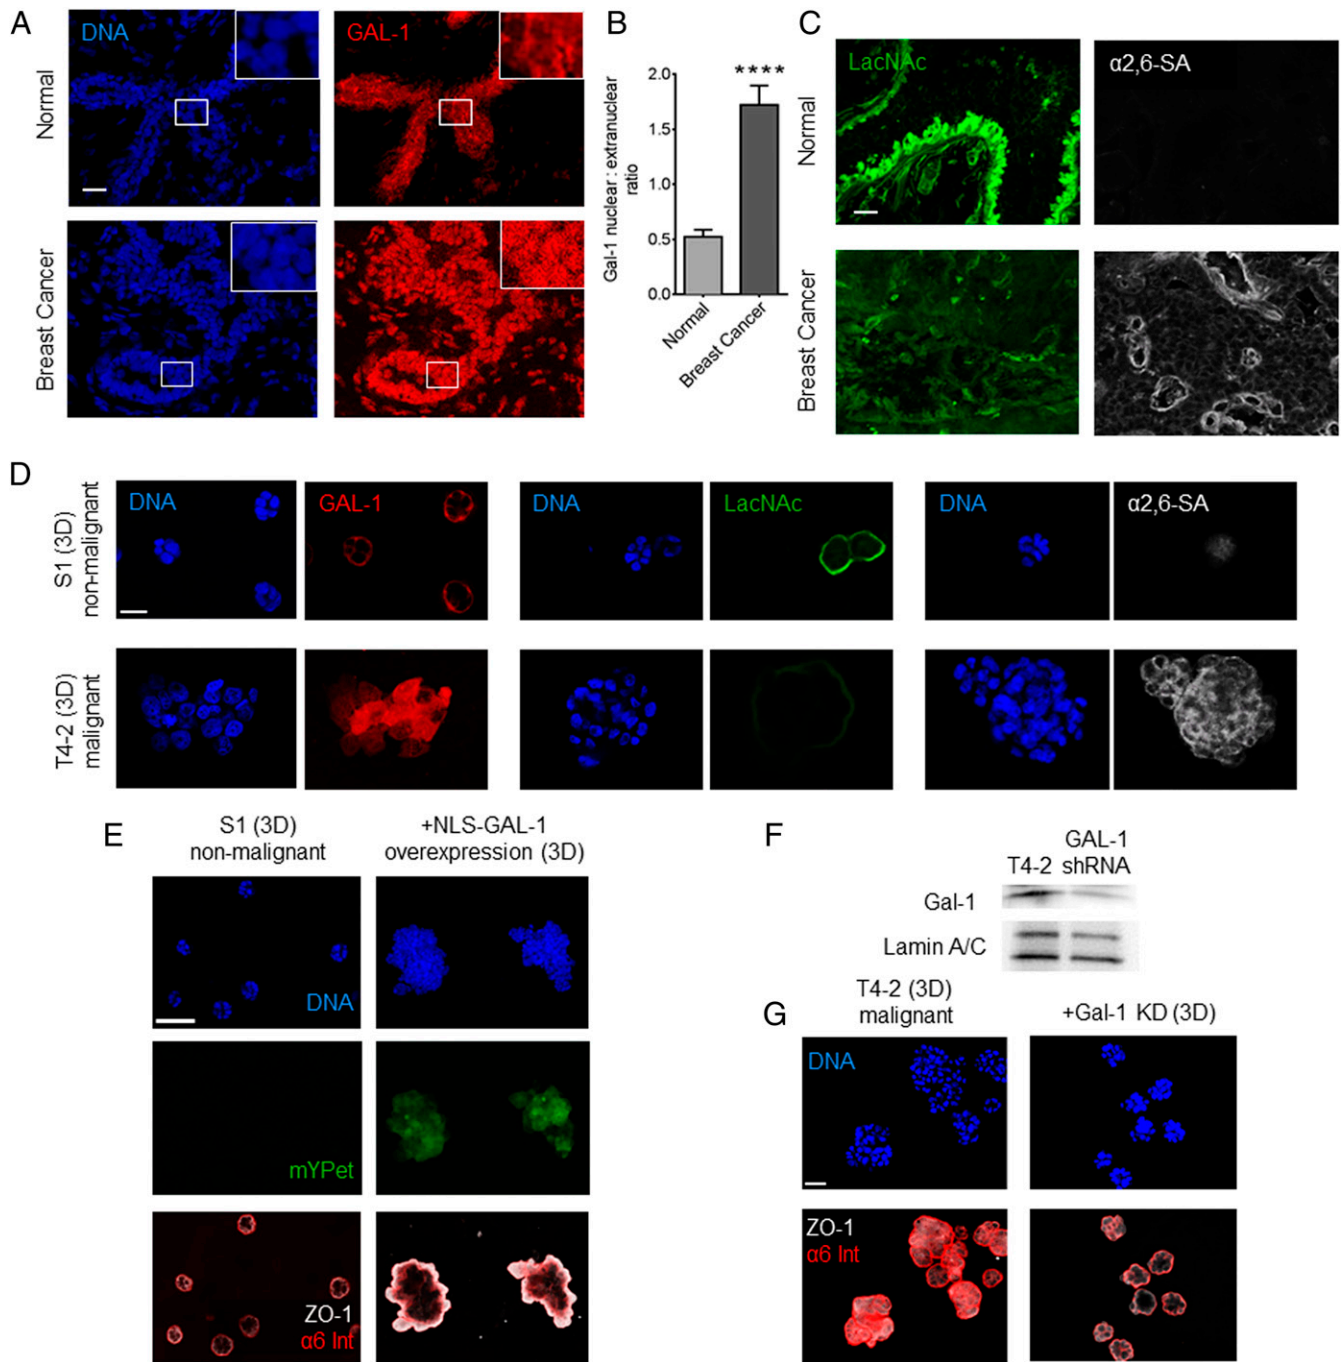 A
DNA
GAL-1
Normal
Breast Cancer
B
Gal-1 nuclear : extranuclear
ratio
2.0
1.5
1.0
0.5
0.0
****
Normal
Breast Cancer
C
LacNAc
α2,6-SA
Normal
Breast Cancer
D
S1 (3D)
non-malignant
DNA
GAL-1
DNA
LacNAc
DNA
α2,6-SA
T4-2 (3D)
malignant
E
S1 (3D)
non-malignant
+NLS-GAL-1
overexpression (3D)
DNA
mYPet
ZO-1
α6 Int
F
T4-2
GAL-1
shRNA
Gal-1
Lamin A/C
G
T4-2 (3D)
malignant
+Gal-1 KD (3D)
DNA
ZO-1
α6 Int